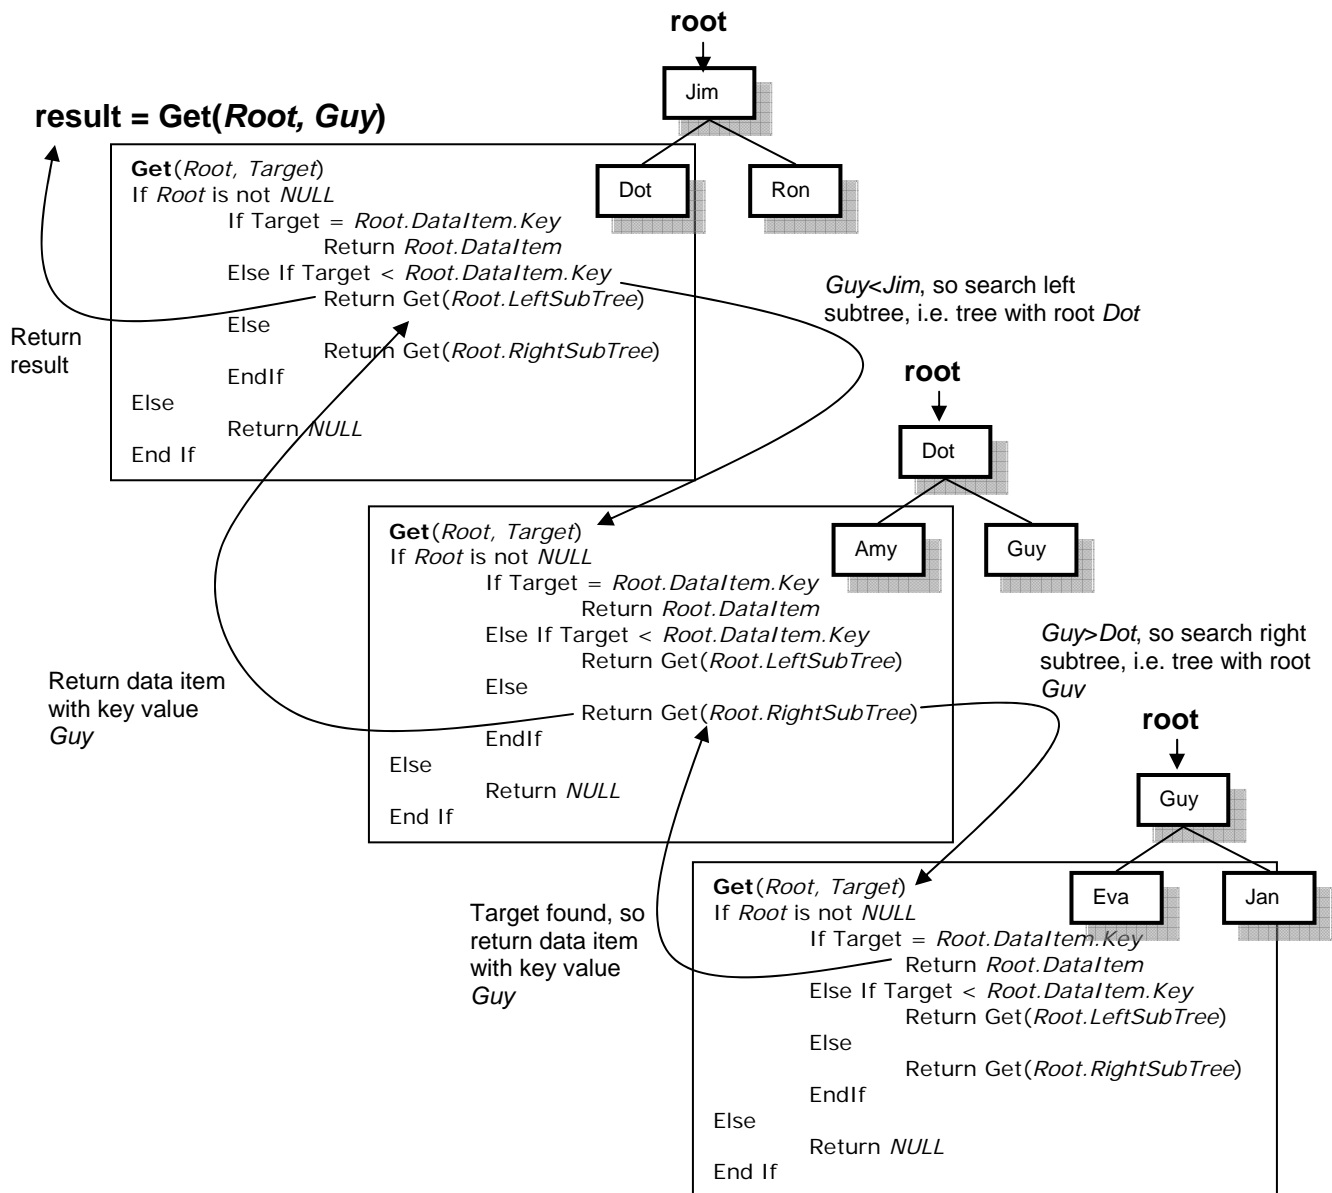 root
Jim
result = Get(Root, Guy)
Get(Root, Target)
If Root is not NULL
If Target = Root.DataItem.Key
Return Root.DataItem
Else If Target < Root.DataItem.Key
Return Get(Root.LeftSubTree)
Else
Return Get(Root.RightSubTree)
EndIf
Else
Return NULL
End If
Dot
Ron
Return
result
Guy<Jim, so search left
subtree, i.e. tree with root Dot
root
Dot
Amy
Guy
Get(Root, Target)
If Root is not NULL
If Target = Root.DataItem.Key
Return Root.DataItem
Else If Target < Root.DataItem.Key
Return Get(Root.LeftSubTree)
Else
Return Get(Root.RightSubTree)
EndIf
Else
Return NULL
End If
Return data item
with key value
Guy
Guy>Dot, so search right
subtree, i.e. tree with root
Guv
root
Guy
Eva
Jan
Get(Root, Target)
If Root is not NULL
If Target = Root.DataItem.Key
Return Root.DataItem
Else If Target < Root.DataItem.Key
Return Get(Root.LeftSubTree)
Else
Return Get(Root.RightSubTree)
EndIf
Else
Return NULL
End If
Target found, so
return data item
with key value
Guy